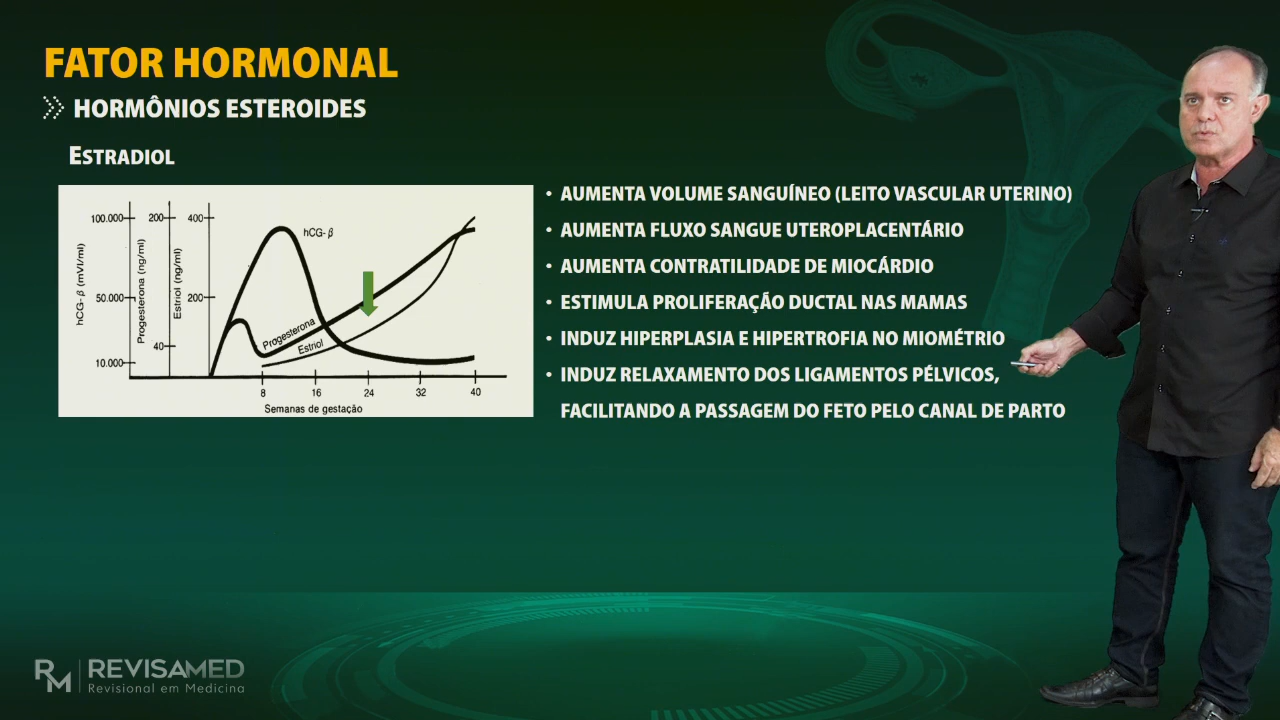 FATOR HORMONAL
HORMÔNIOS ESTEROIDES
ESTRADIOL
hCG- β (mVI/ml)
100.000
50.000
10.000
Progesterona (ng/ml)
200
40
Estriol (ng/ml)
400
200
hCG- β
Progesterona
Estriol
8 16 24 32 40
Semanas de gestação
• AUMENTA VOLUME SANGUÍNEO (LEITO VASCULAR UTERINO)
• AUMENTA FLUXO SANGUE UTEROPLACENTÁRIO
• AUMENTA CONTRATILIDADE DE MIOCÁRDIO
• ESTIMULA PROLIFERAÇÃO DUCTAL NAS MAMAS
• INDUZ HIPERPLASIA E HIPERTROFIA NO MIOMÉTRIO
• INDUZ RELAXAMENTO DOS LIGAMENTOS PÉLVICOS,
FACILITANDO A PASSAGEM DO FETO PELO CANAL DE PARTO
RM REVISAMED
Revisional em Medicina